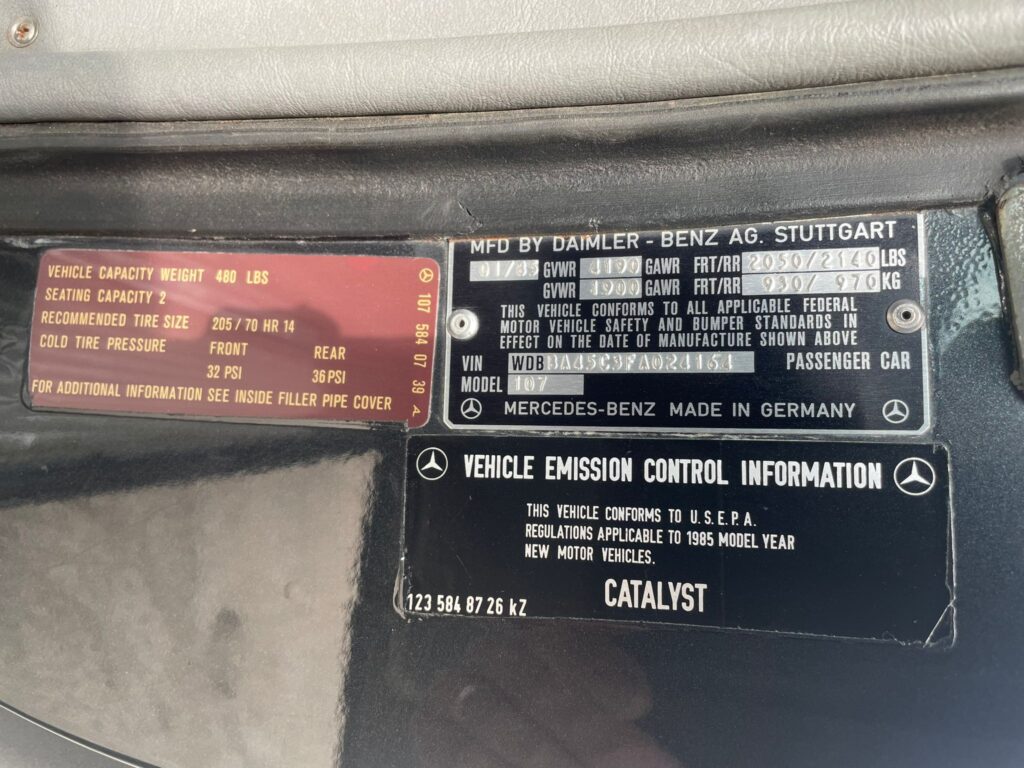 VEHICLE CAPACITY WEIGHT 480 LBS
SEATING CAPACITY 2
RECOMMENDED TIRE SIZE 205/70 HR 14
COLD TIRE PRESSURE FRONT REAR
32 PSI 36 PSI
FOR ADDITIONAL INFORMATION SEE INSIDE FILLER PIPE COVER
107 584 07 39 A
MFD BY DAIMLER - BENZ AG. STUTTGART
01/85 GVWR 4190 GAWR FRT/RR 2050/2140 LBS
GVWR 1900 GAWR FRT/RR 930/ 970 KG
THIS VEHICLE CONFORMS TO ALL APPLICABLE FEDERAL
MOTOR VEHICLE SAFETY AND BUMPER STANDARDS IN
EFFECT ON THE DATE OF MANUFACTURE SHOWN ABOVE
VIN WDBBA45C9FA024164 PASSENGER CAR
MODEL 107
MERCEDES-BENZ MADE IN GERMANY
VEHICLE EMISSION CONTROL INFORMATION
THIS VEHICLE CONFORMS TO U.S.E.P.A.
REGULATIONS APPLICABLE TO 1985 MODEL YEAR
NEW MOTOR VEHICLES.
CATALYST
123 584 87 26 kZ